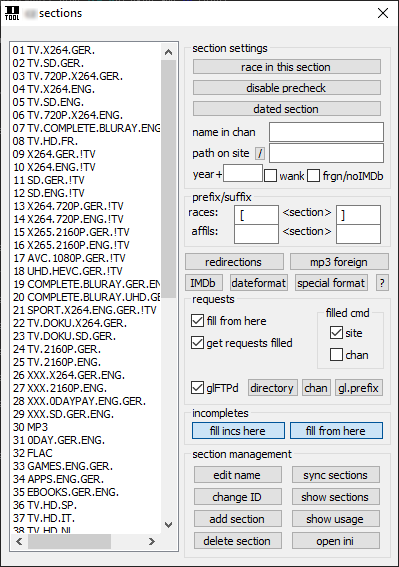 TOOL sections
01 TV.X264.GER.
02 TV.SD.GER.
03 TV.720P.X264.GER.
04 TV.X264.ENG.
05 TV.SD.ENG.
06 TV.720P.X264.ENG.
07 TV.COMPLETE.BLURAY.ENG
08 TV.HD.FR.
09 X264.GER.!TV
10 X264.ENG.!TV
11 SD.GER.!TV
12 SD.ENG.!TV
13 X264.720P.GER.!TV
14 X264.720P.ENG.!TV
15 X265.2160P.GER.!TV
16 X265.2160P.ENG.!TV
17 AVC.1080P.GER.!TV
18 UHD.HEVC.GER.!TV
19 COMPLETE.BLURAY.GER.EN
20 COMPLETE.BLURAY.UHD.GE
21 SPORT.X264.ENG.GER.!TV
22 TV.DOKU.X264.GER.
23 TV.DOKU.SD.GER.
24 TV.2160P.GER.
25 TV.2160P.ENG.
26 XXX.X264.GER.ENG.
27 XXX.2160P.ENG.
28 XXX.0DAYPAY.ENG.GER.
29 XXX.SD.GER.ENG.
30 MP3
31 0DAY.GER.ENG.
32 FLAC
33 GAMES.ENG.GER.
34 APPS.ENG.GER.
35 EBOOKS.GER.ENG.
36 TV.HD.SP.
37 TV.HD.IT.
38 TV.HD.NL.
section settings
race in this section
disable precheck
dated section
name in chan
path on site /
year + wank frgn/noIMDb
prefix/suffix
races: [ <section> ]
affils: <section>
redirections mp3 foreign
IMDb dateformat special format ?
requests
fill from here
get requests filled
filled cmd
site
chan
glFTPd directory chan gl.prefix
incompletes
fill incs here fill from here
section management
edit name sync sections
change ID show sections
add section show usage
delete section open ini